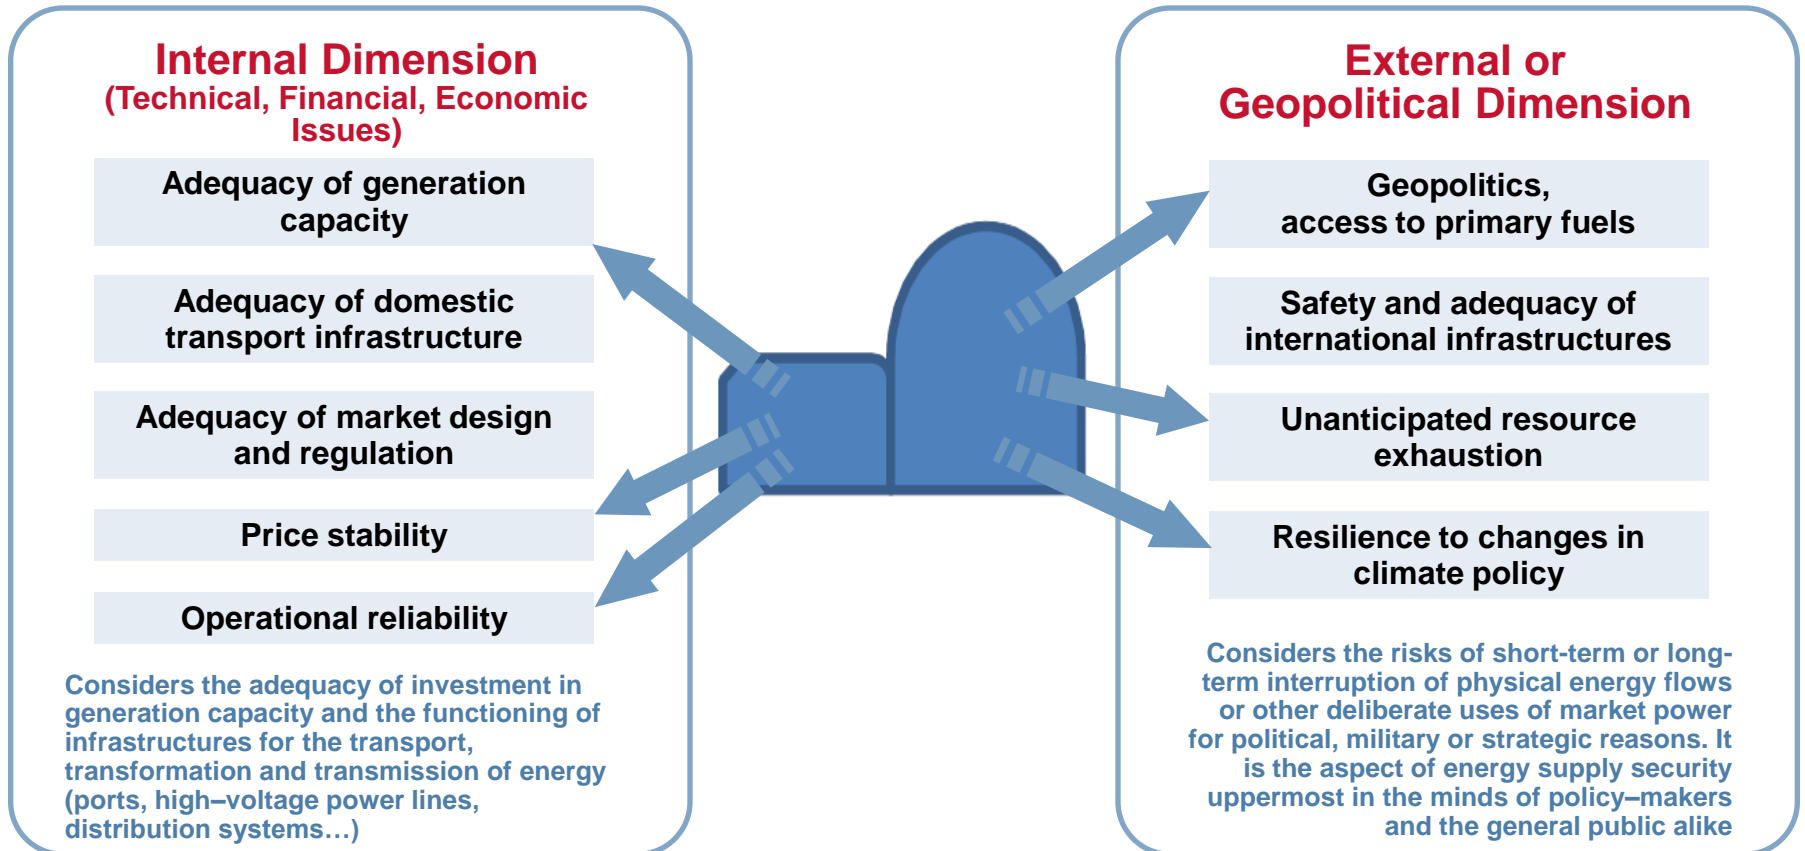 Internal Dimension
(Technical, Financial, Economic
Issues)
Adequacy of generation
capacity
Adequacy of domestic
transport infrastructure
Adequacy of market design
and regulation
Price stability
Operational reliability
Considers the adequacy of investment in
generation capacity and the functioning of
infrastructures for the transport,
transformation and transmission of energy
(ports, high–voltage power lines,
distribution systems…)
External or
Geopolitical Dimension
Geopolitics,
access to primary fuels
Safety and adequacy of
international infrastructures
Unanticipated resource
exhaustion
Resilience to changes in
climate policy
Considers the risks of short-term or long-
term interruption of physical energy flows
or other deliberate uses of market power
for political, military or strategic reasons. It
is the aspect of energy supply security
uppermost in the minds of policy–makers
and the general public alike